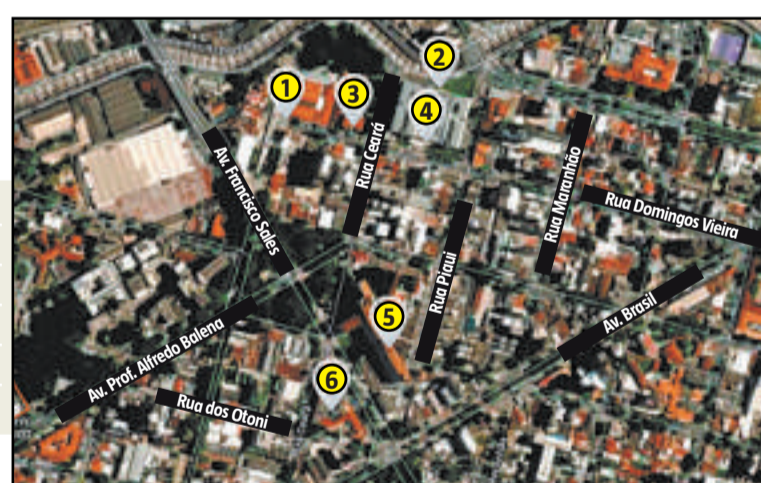 2
1
3
4
Rua Ceará
Av. Francisco Sales
Rua Maranhão
Rua Domingos Vieira
Rua Piaui
5
Av. Brasil
Av. Prof. Alfredo Balena
6
Rua dos Otoni